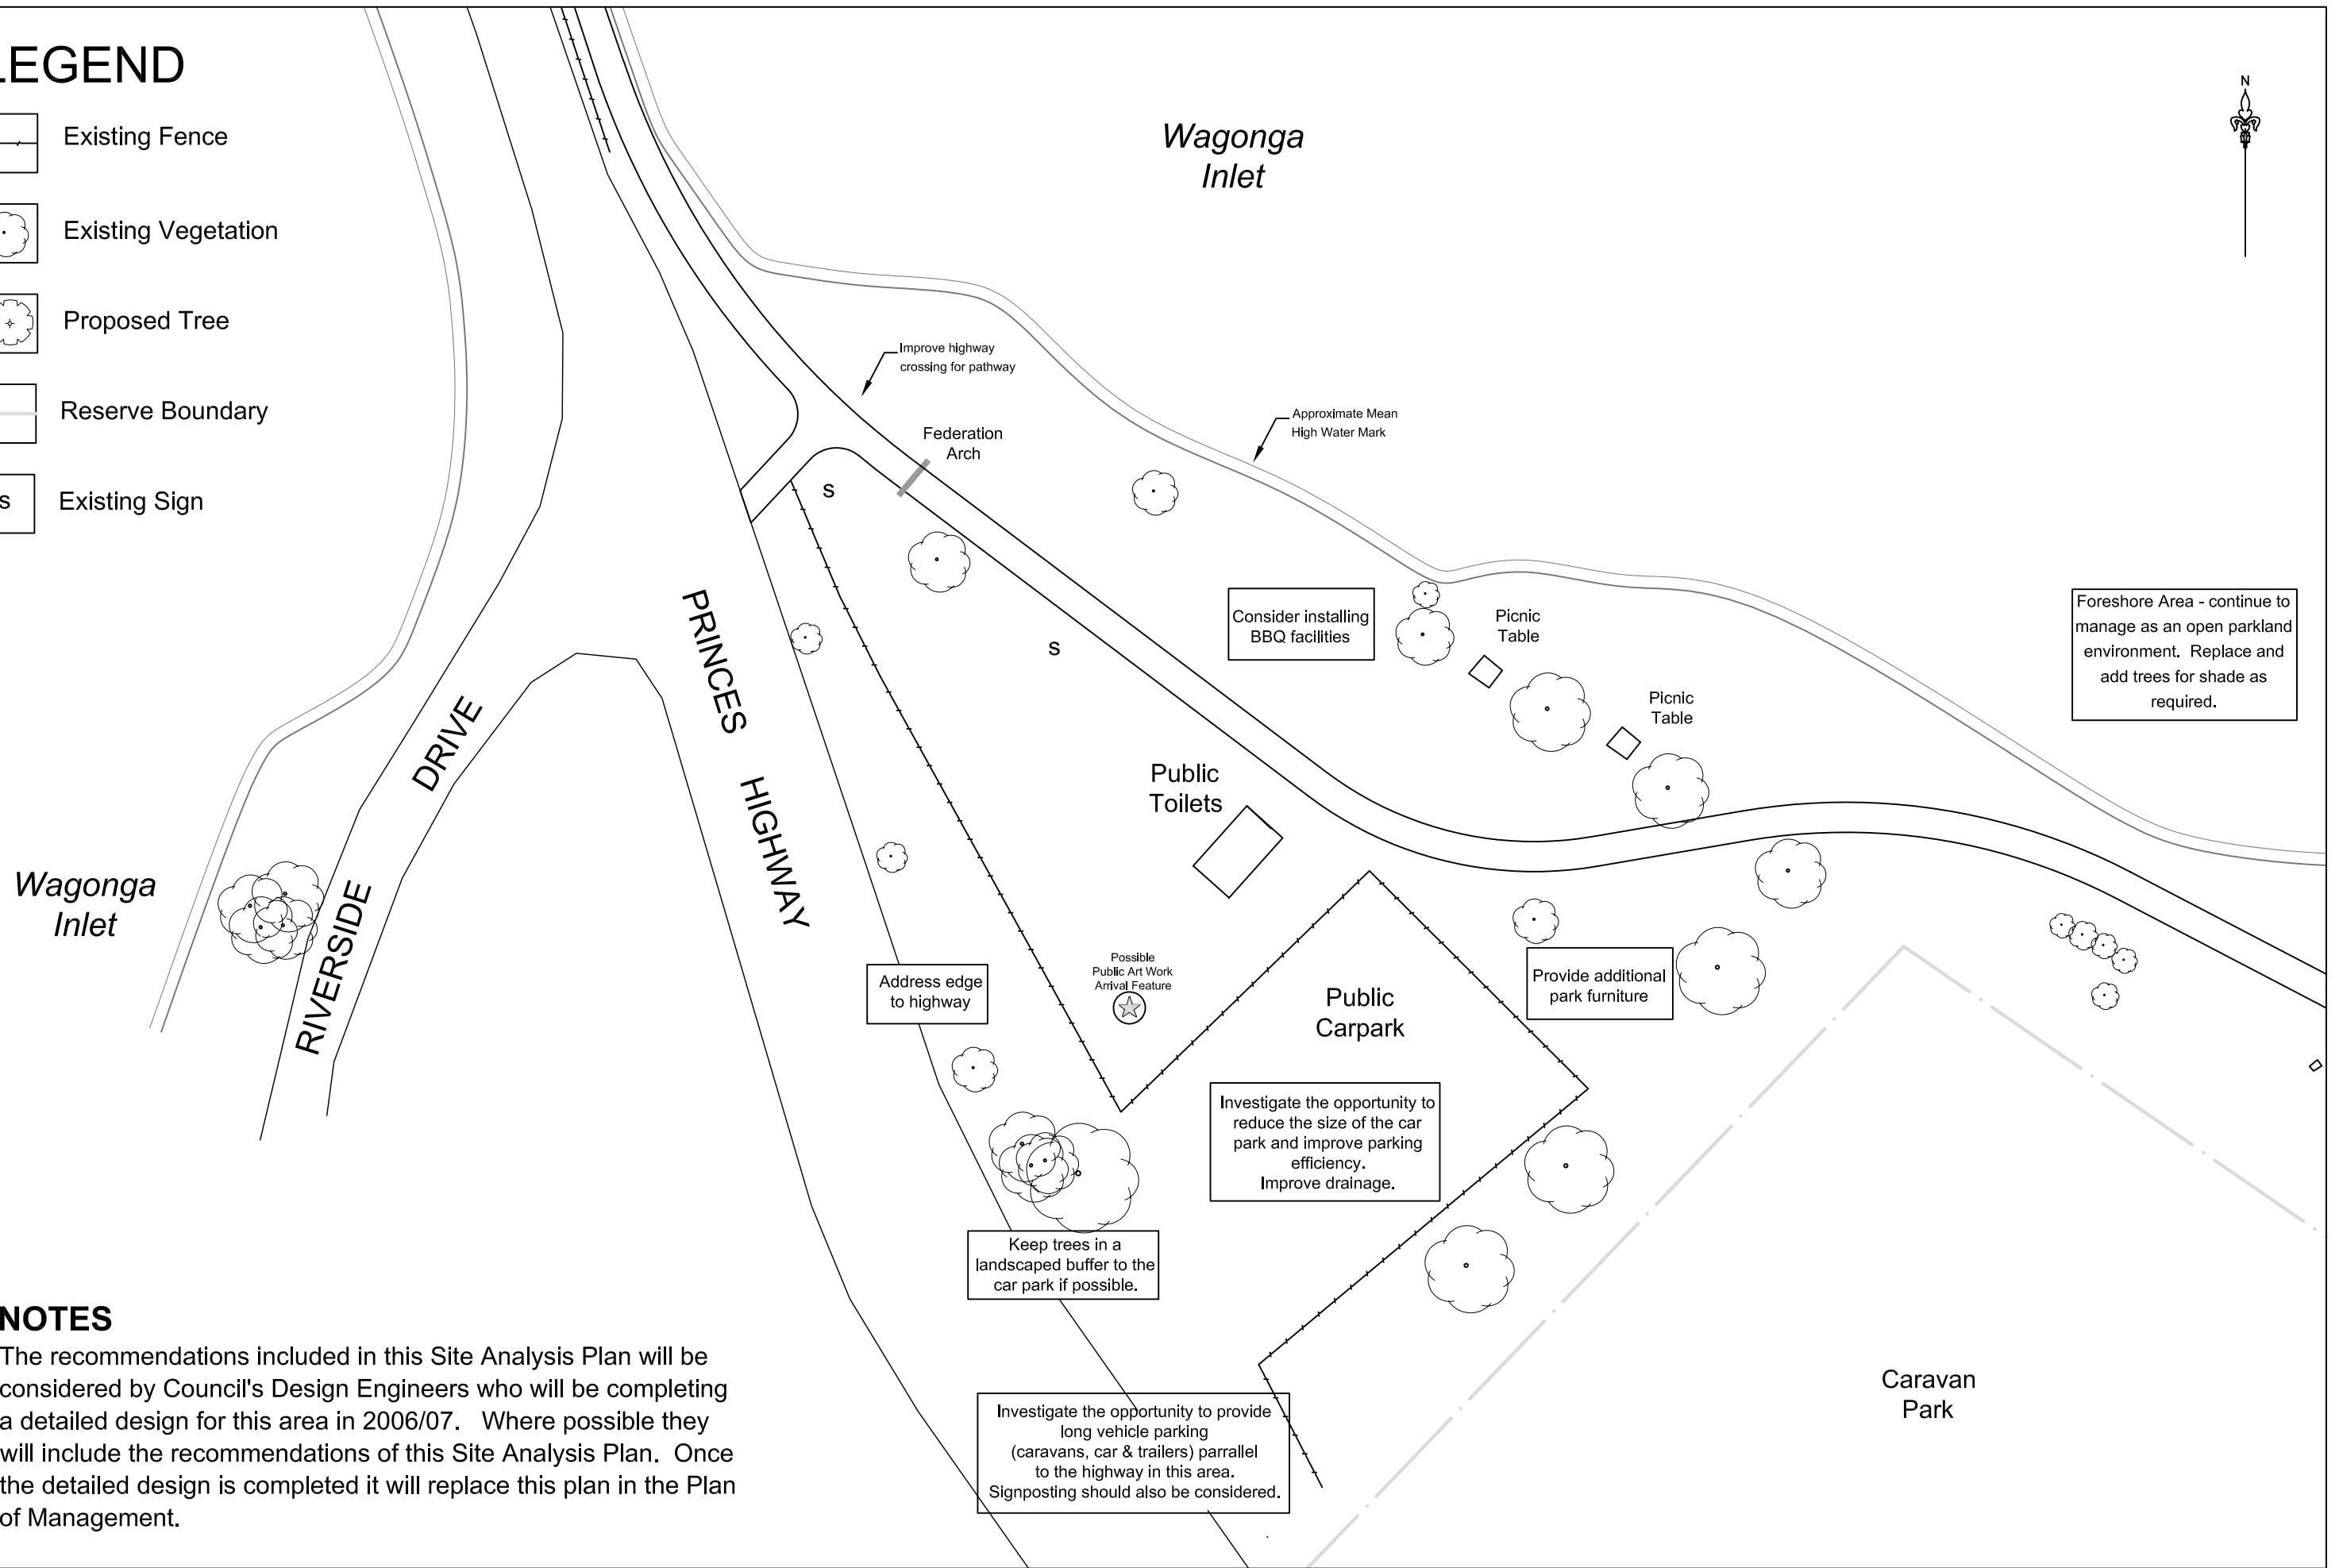 LEGEND
Existing Fence
Existing Vegetation
Proposed Tree
Reserve Boundary
S
Existing Sign
N
Wagonga
Inlet
Improve highway
crossing for pathway
Approximate Mean
High Water Mark
Federation
Arch
S
S
Consider installing
BBQ facilities
Picnic
Table
Picnic
Table
Foreshore Area - continue to
manage as an open parkland
environment. Replace and
add trees for shade as
required.
PRINCES HIGHWAY
RIVERSIDE DRIVE
Wagonga
Inlet
Public
Toilets
Address edge
to highway
Possible
Public Art Work
Arrival Feature
Public
Carpark
Provide additional
park furniture
Investigate the opportunity to
reduce the size of the car
park and improve parking
efficiency.
Improve drainage.
Keep trees in a
landscaped buffer to the
car park if possible.
Investigate the opportunity to provide
long vehicle parking
(caravans, car & trailers) parrallel
to the highway in this area.
Signposting should also be considered.
Caravan
Park
NOTES
The recommendations included in this Site Analysis Plan will be
considered by Council's Design Engineers who will be completing
a detailed design for this area in 2006/07. Where possible they
will include the recommendations of this Site Analysis Plan. Once
the detailed design is completed it will replace this plan in the Plan
of Management.